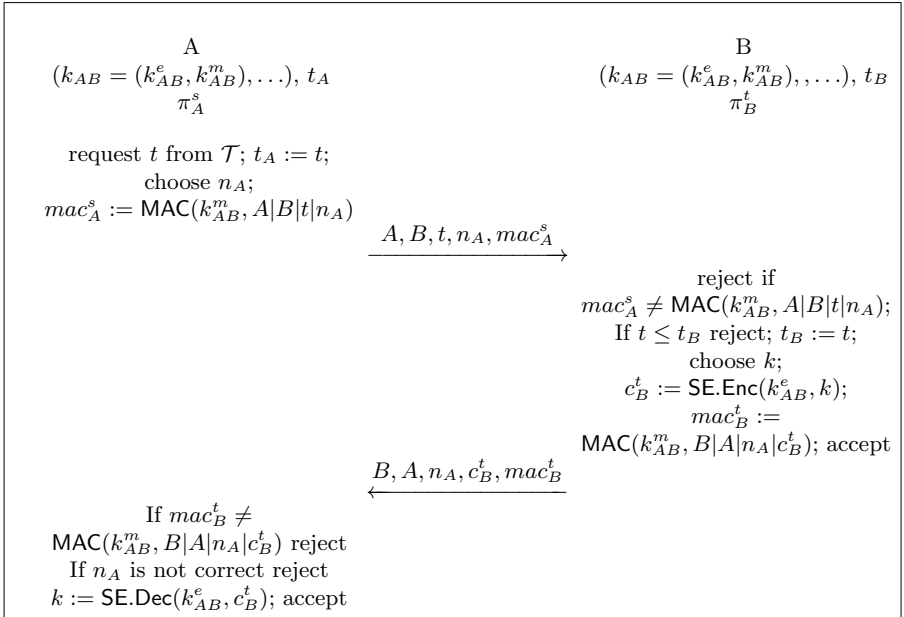 A
(k_{AB} = (k^e_{AB}, k^m_{AB}), . . .), t_A
π^s_A
B
(k_{AB} = (k^e_{AB}, k^m_{AB}), , . . .), t_B
π^t_B
request t from 𝒯; t_A := t;
choose n_A;
mac^s_A := MAC(k^m_{AB}, A|B|t|n_A)
A, B, t, n_A, mac^s_A
reject if
mac^s_A ≠ MAC(k^m_{AB}, A|B|t|n_A);
If t ≤ t_B reject; t_B := t;
choose k;
c^t_B := SE.Enc(k^e_{AB}, k);
mac^t_B :=
MAC(k^m_{AB}, B|A|n_A|c^t_B); accept
B, A, n_A, c^t_B, mac^t_B
If mac^t_B ≠
MAC(k^m_{AB}, B|A|n_A|c^t_B) reject
If n_A is not correct reject
k := SE.Dec(k^e_{AB}, c^t_B); accept